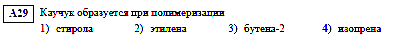 А29 Каучук образуется при полимеризации
1) стирола 2) этилена 3) бутена-2 4) изопрена